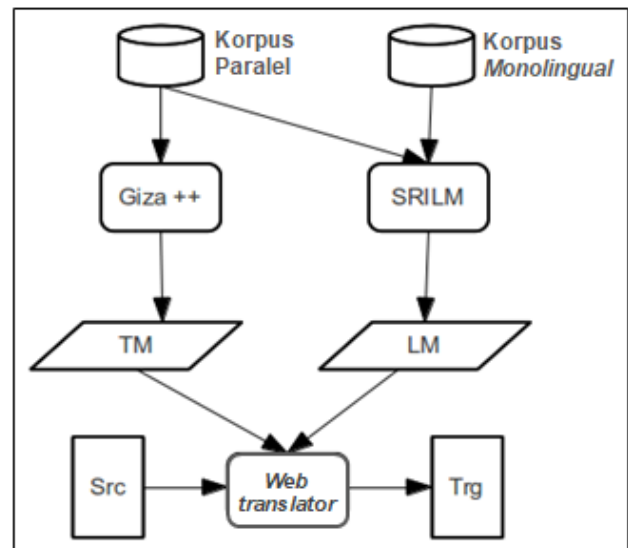 Korpus
Paralel
Korpus
Monolingual
Giza ++
SRILM
TM
LM
Src
Web
translator
Trg